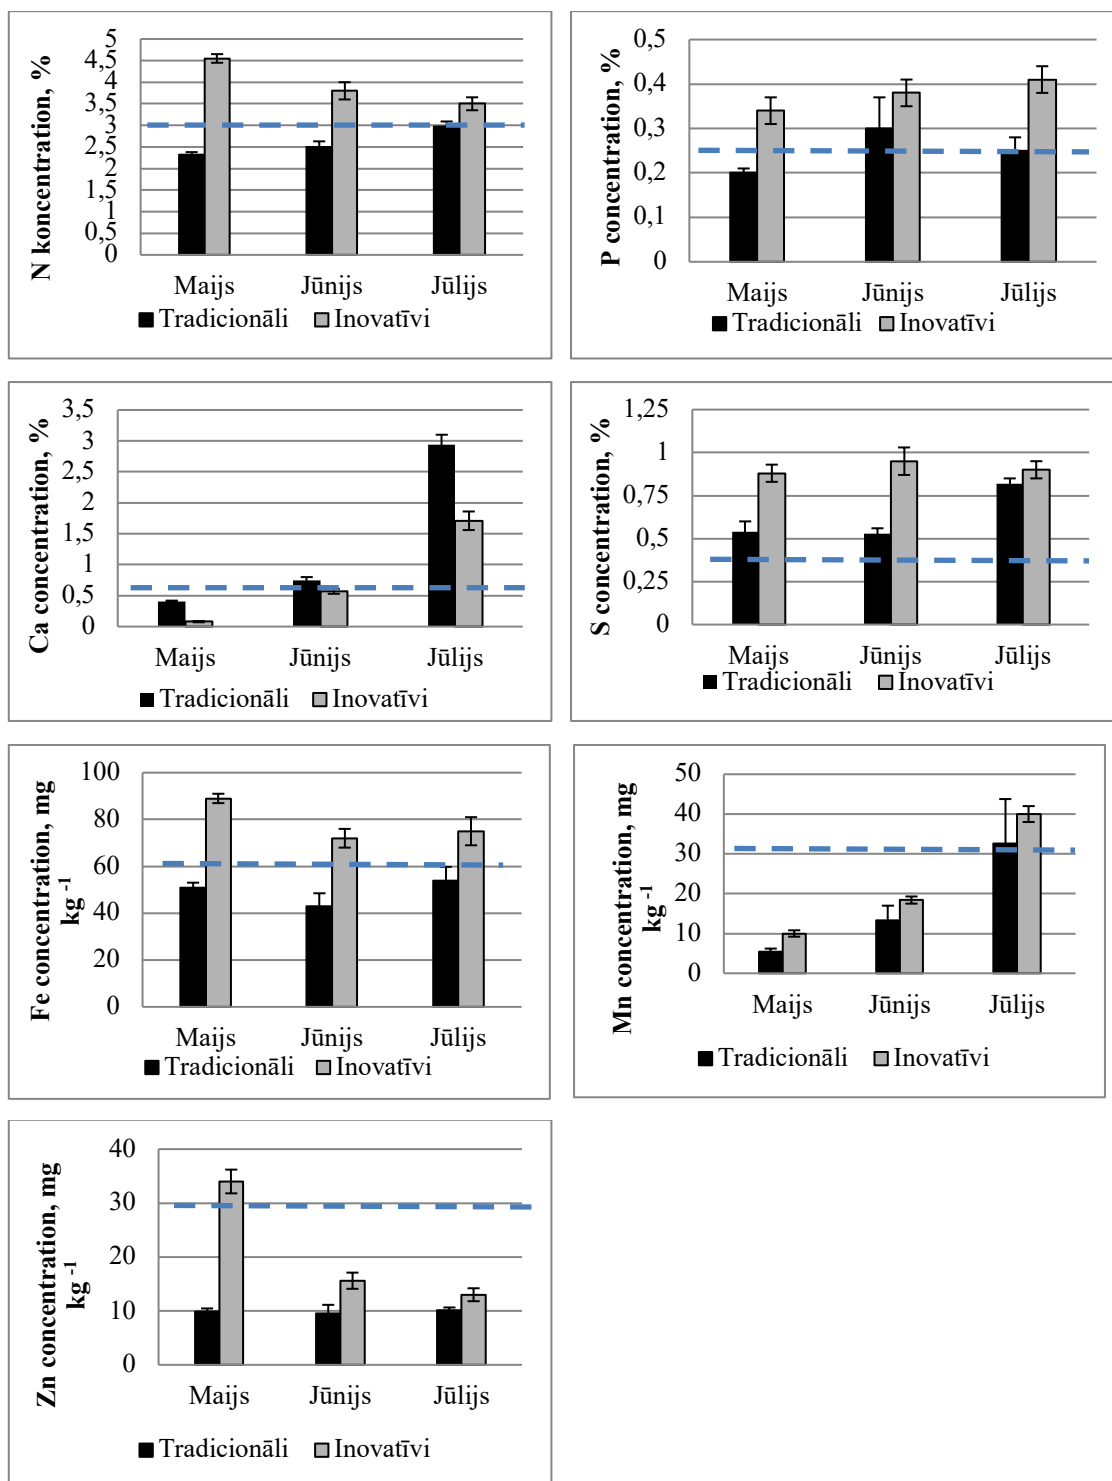 N koncentration, %
5
4,5
4
3,5
3
2,5
2
1,5
1
0,5
0
Maijs Jūnijs Jūlijs
Tradicionāli Inovatīvi
P concentration, %
0,5
0,4
0,3
0,2
0,1
0
Maijs Jūnijs Jūlijs
Tradicionāli Inovatīvi
Ca concentration, %
3,5
3
2,5
2
1,5
1
0,5
0
Maijs Jūnijs Jūlijs
Tradicionāli Inovatīvi
S concentration, %
1,25
1
0,75
0,5
0,25
0
Maijs Jūnijs Jūlijs
Tradicionāli Inovatīvi
Fe concentration, mg
kg -1
100
80
60
40
20
0
Maijs Jūnijs Jūlijs
Tradicionāli Inovatīvi
Mn concentration, mg
kg -1
50
40
30
20
10
0
Maijs Jūnijs Jūlijs
Tradicionāli Inovatīvi
Zn concentration, mg
kg -1
40
30
20
10
0
Maijs Jūnijs Jūlijs
Tradicionāli Inovatīvi